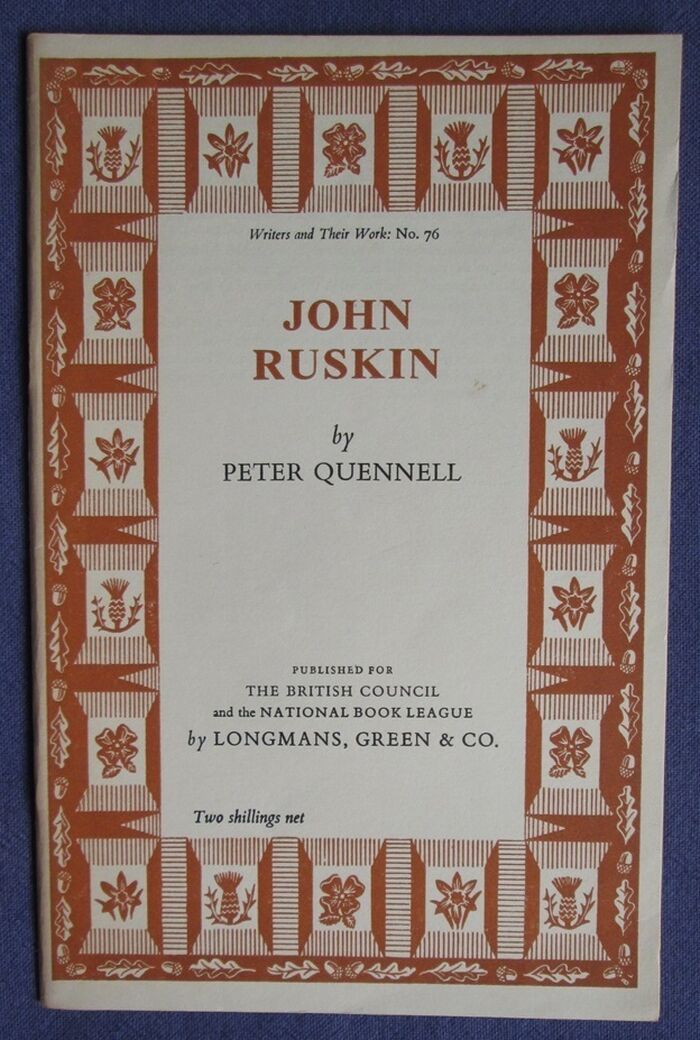 Writers and Their Work: No. 76
JOHN
RUSKIN
by
PETER QUENNELL
PUBLISHED FOR
THE BRITISH COUNCIL
and the NATIONAL BOOK LEAGUE
by LONGMANS, GREEN & CO.
Two shillings net